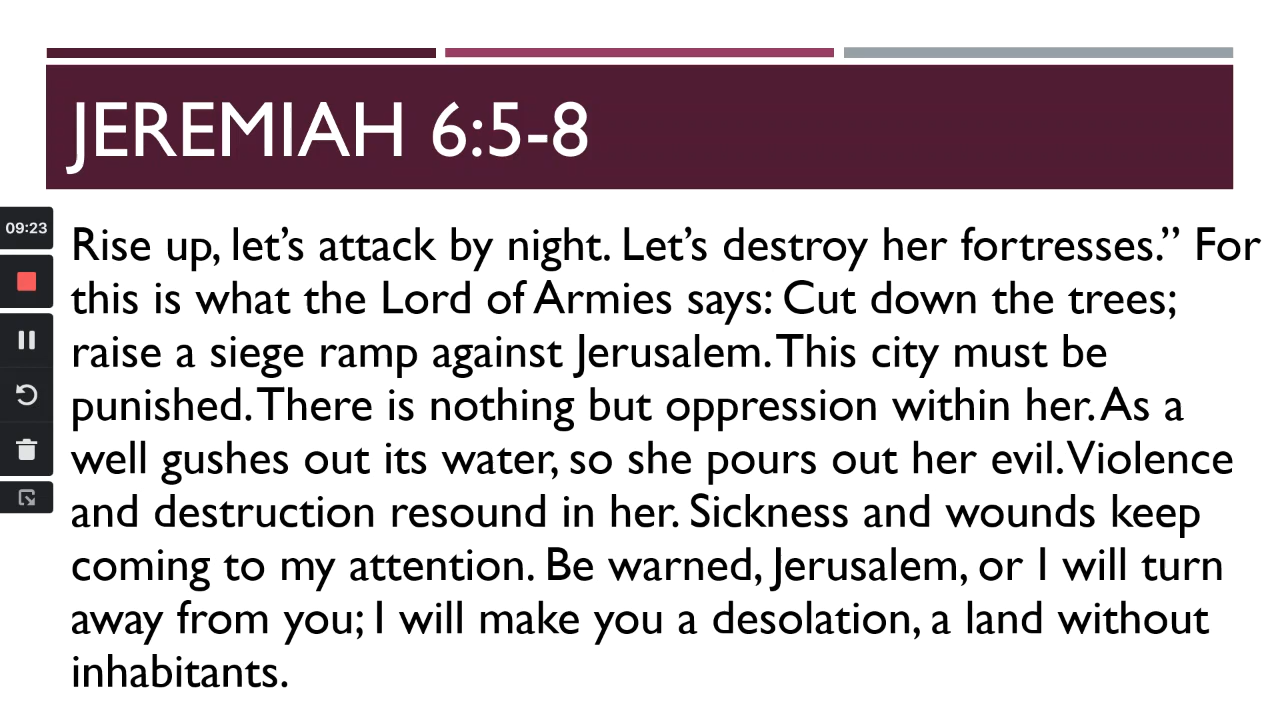 JEREMIAH 6:5-8
09:23
Rise up, let’s attack by night. Let’s destroy her fortresses.” For
this is what the Lord of Armies says: Cut down the trees;
raise a siege ramp against Jerusalem. This city must be
punished. There is nothing but oppression within her. As a
well gushes out its water, so she pours out her evil. Violence
and destruction resound in her. Sickness and wounds keep
coming to my attention. Be warned, Jerusalem, or I will turn
away from you; I will make you a desolation, a land without
inhabitants.